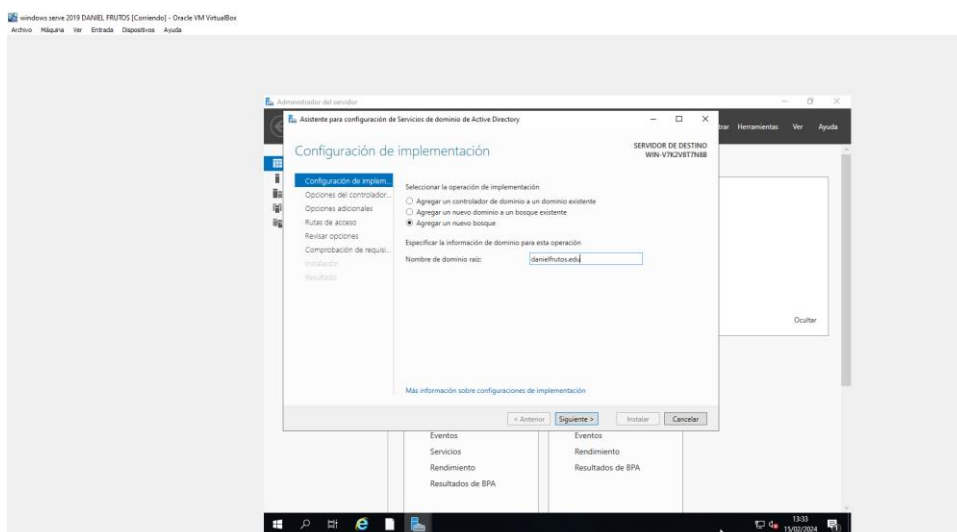 windows serve 2019 DANIEL FRUTOS [Corriendo] - Oracle VM VirtualBox
Archivo Máquina Ver Entrada Dispositivos Ayuda
Administrador del servidor
Asistente para configuración de Servicios de dominio de Active Directory
Herramientas Ver Ayuda
Configuración de implementación
SERVIDOR DE DESTINO
WIN-V7K2V8T7N8B
Configuración de implem...
Opciones del controlador...
Opciones adicionales
Rutas de acceso
Revisar opciones
Comprobación de requisi...
Instalación
Resultado
Seleccionar la operación de implementación
Agregar un controlador de dominio a un dominio existente
Agregar un nuevo dominio a un bosque existente
Agregar un nuevo bosque
Especificar la información de dominio para esta operación
Nombre de dominio raíz: danielfrutos.edu
Más información sobre configuraciones de implementación
Ocultar
< Anterior Siguiente > Instalar Cancelar
Eventos Eventos
Servicios Rendimiento
Rendimiento Resultados de BPA
Resultados de BPA
13:33
15/02/2024